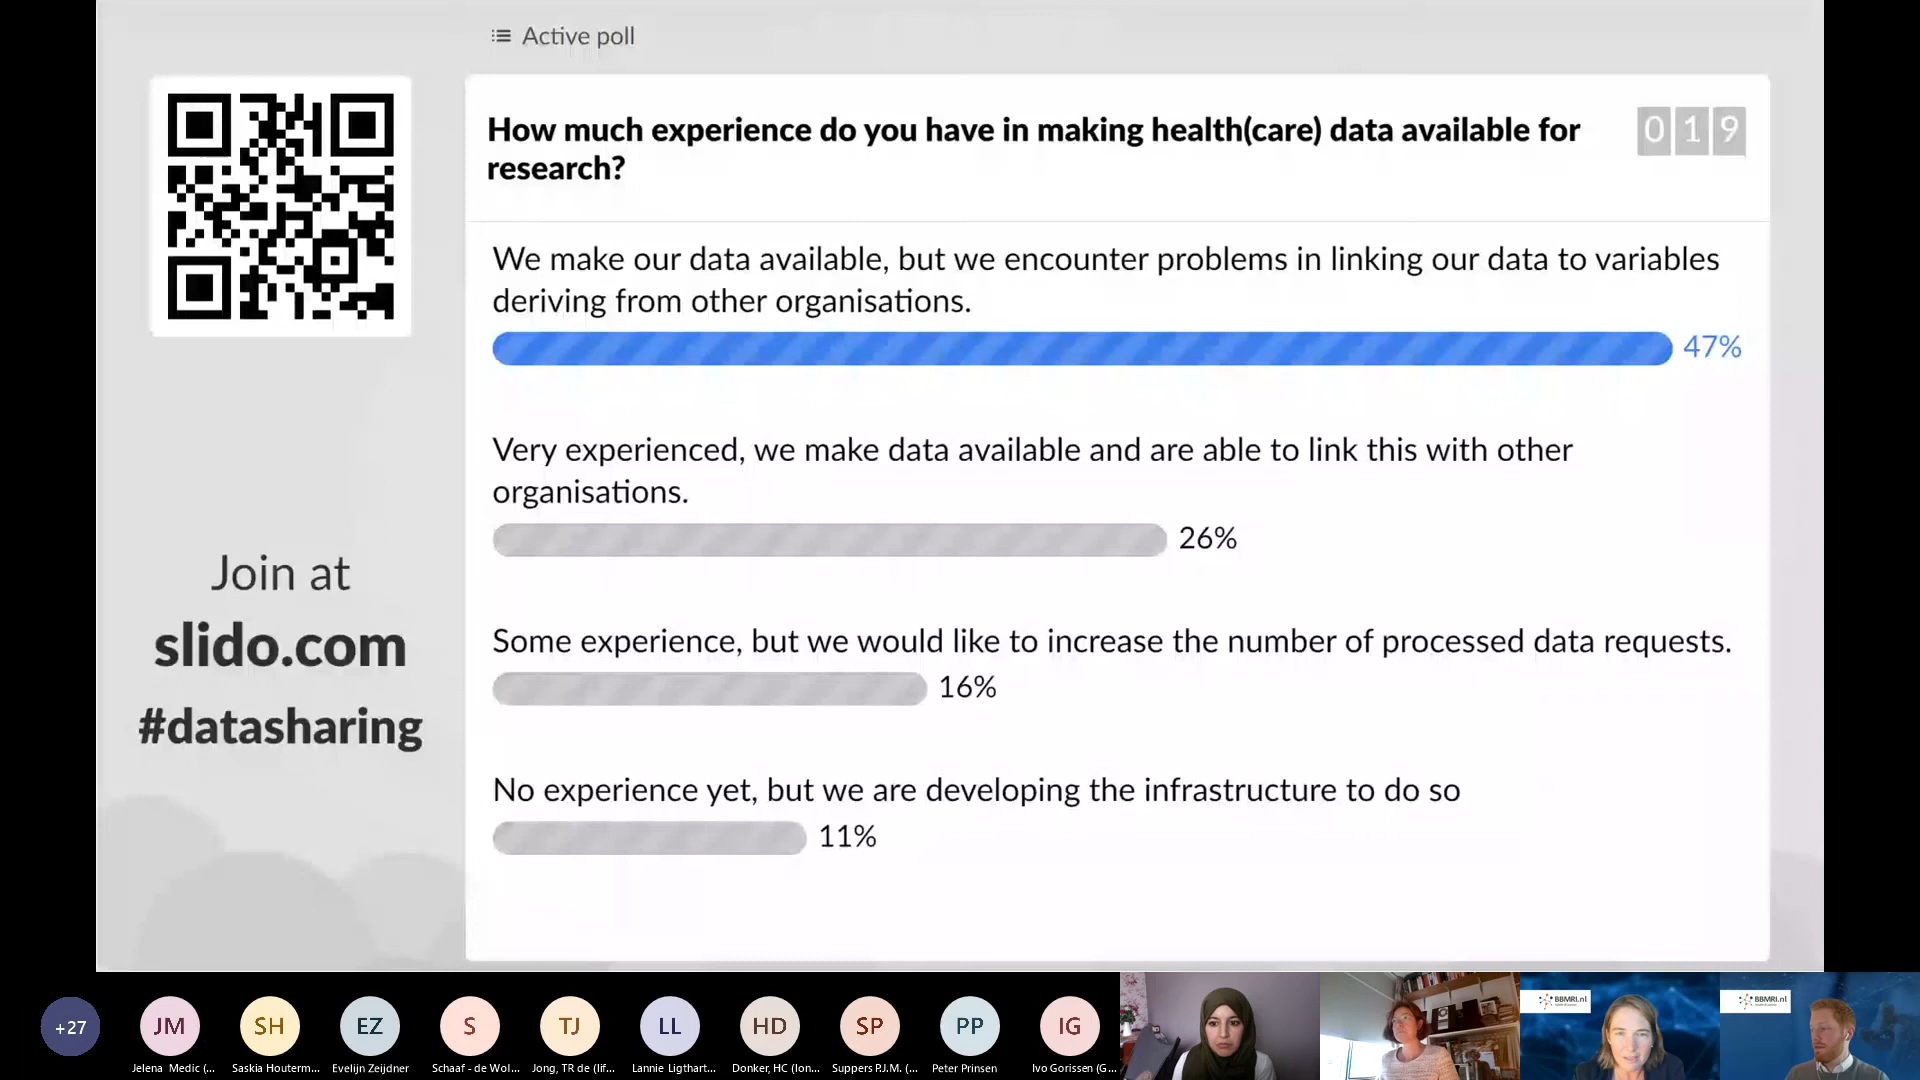 Active poll
How much experience do you have in making health(care) data available for
research?
019
We make our data available, but we encounter problems in linking our data to variables
deriving from other organisations.
47%
Very experienced, we make data available and are able to link this with other
organisations.
26%
Some experience, but we would like to increase the number of processed data requests.
16%
No experience yet, but we are developing the infrastructure to do so
11%
Join at
slido.com
#datasharing
+27
JM
SH
EZ
S
TJ
LL
HD
SP
PP
IG
Jelena Medic (...
Saskia Houterm...
Evelijn Zeijdner
Schaaf - de Wol...
Jong, TR de (lif...
Lannie Ligthart...
Donker, HC (lon...
Suppers P.J.M. (...
Peter Prinsen
Ivo Gorissen (G...
BBMRI.nl
BBMRI.nl